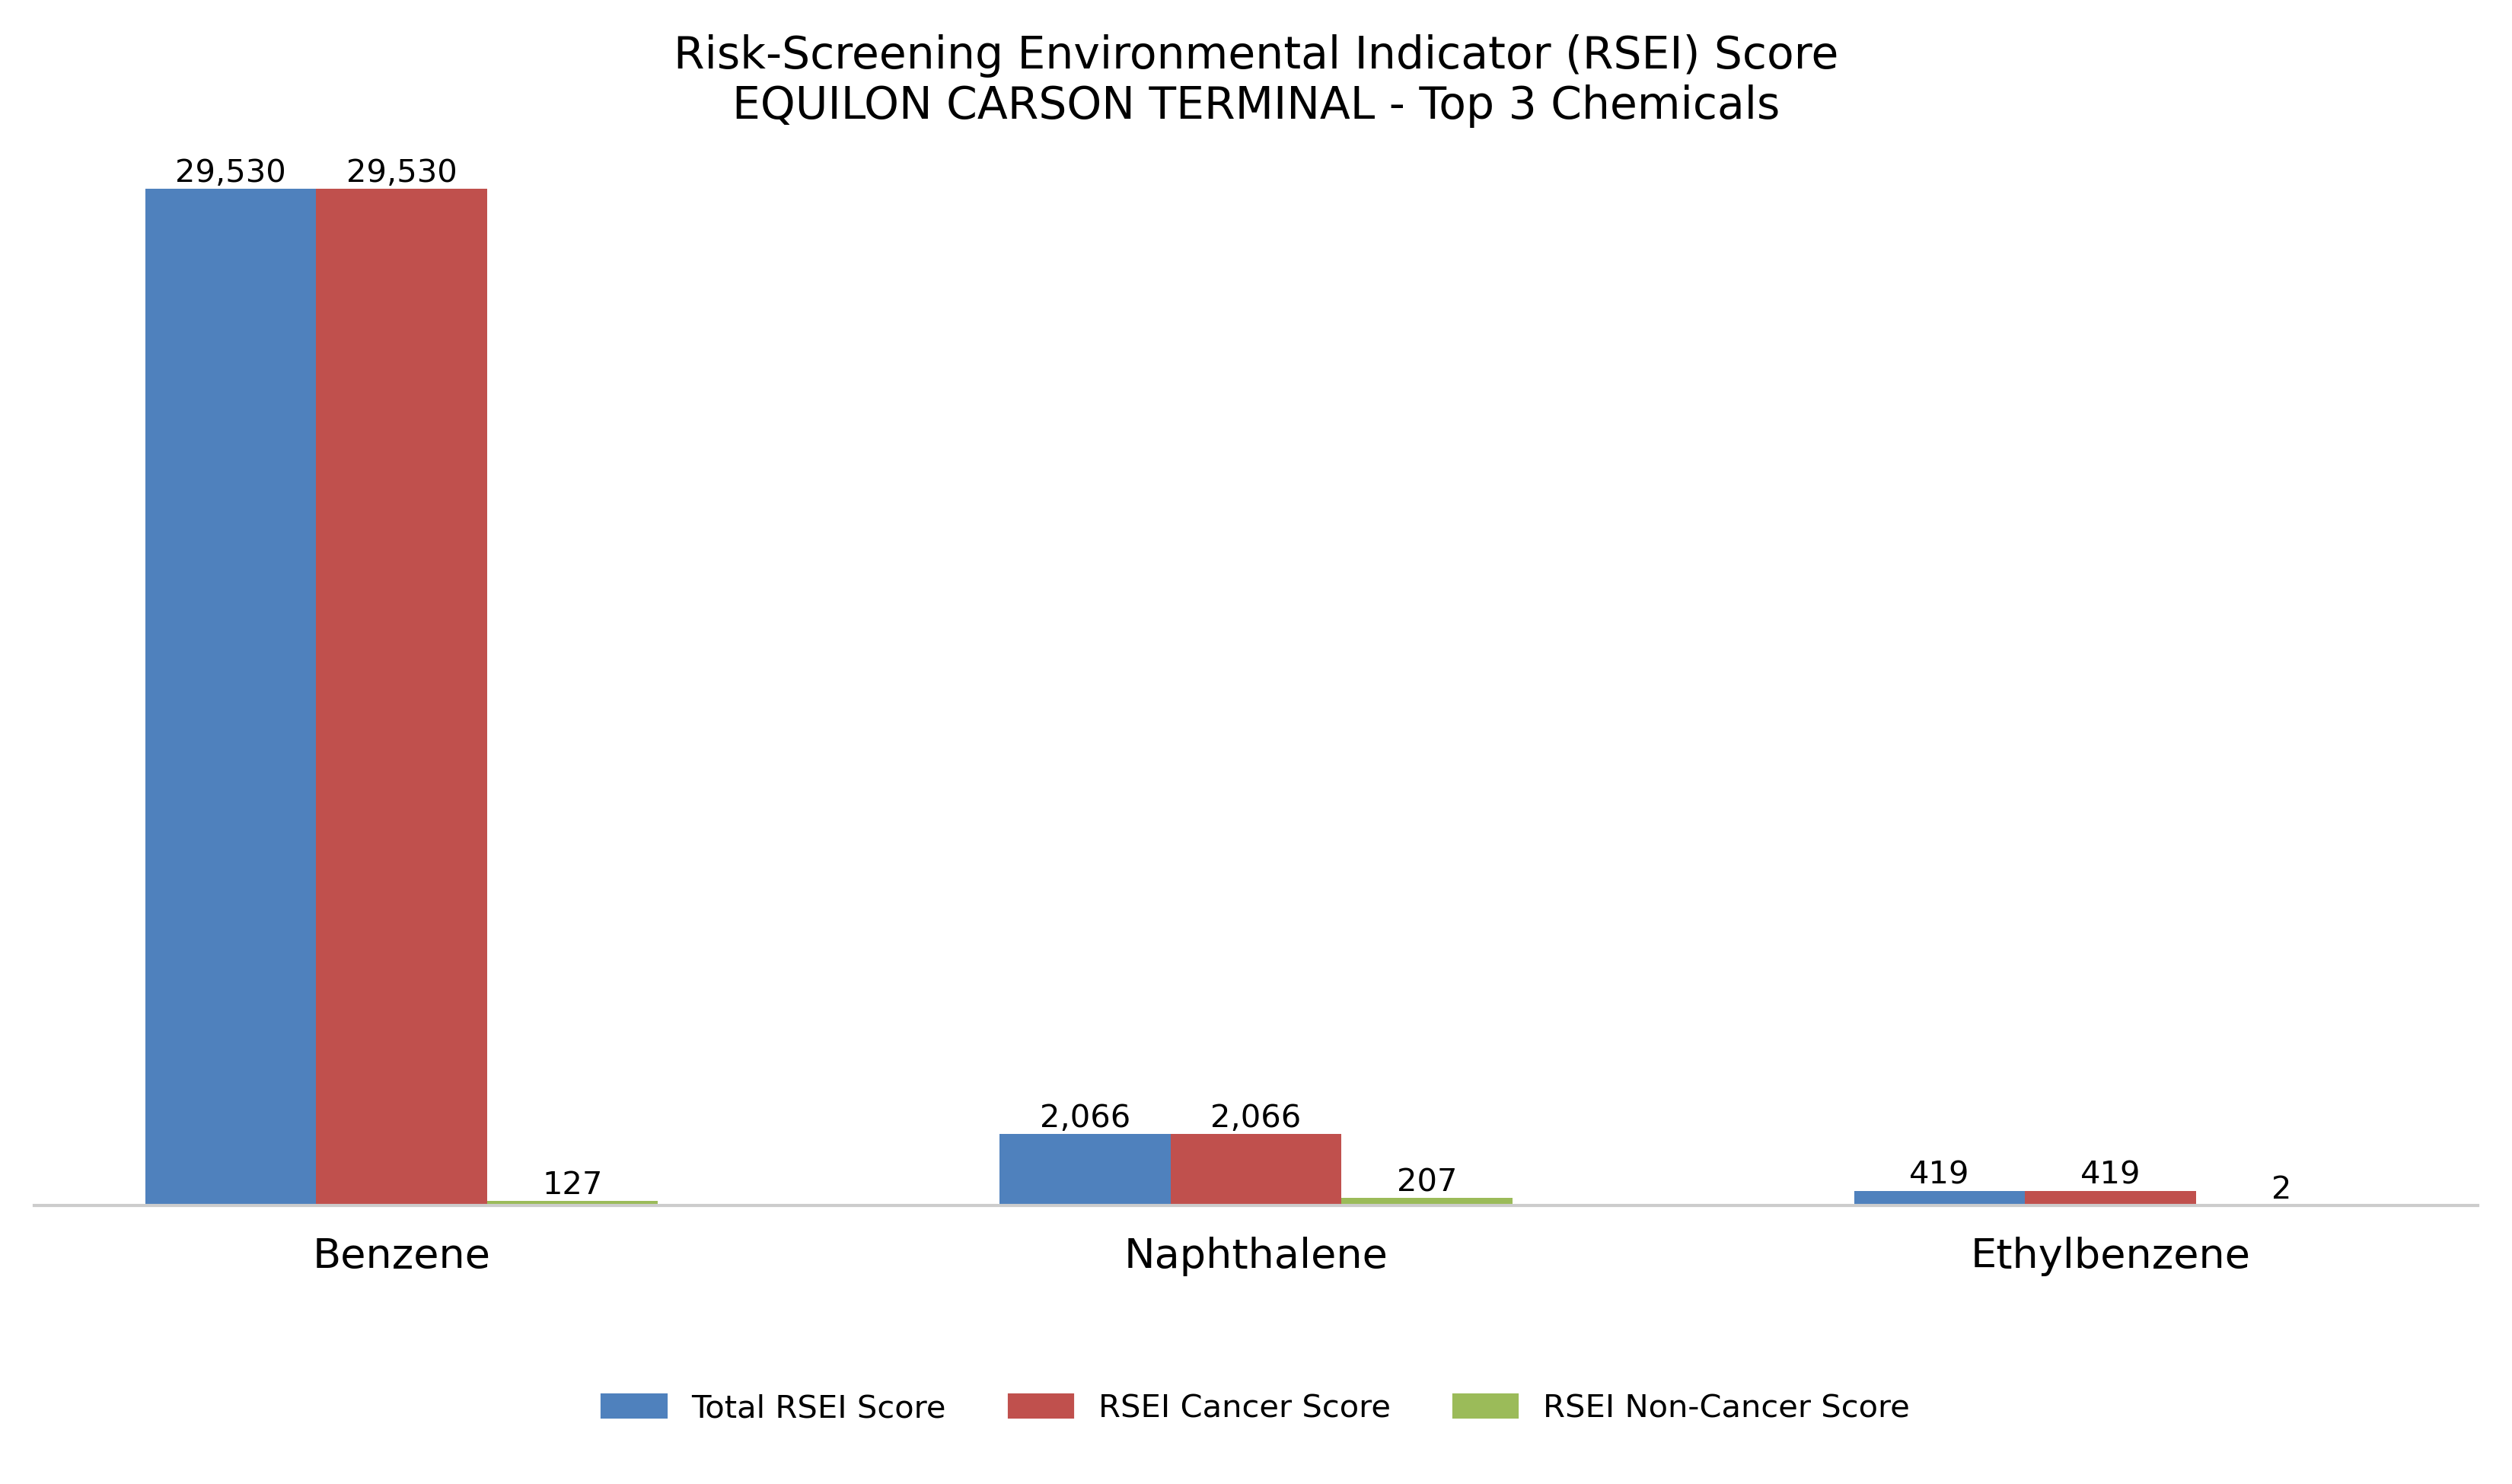 Risk-Screening Environmental Indicator (RSEI) Score
EQUILON CARSON TERMINAL - Top 3 Chemicals
29,530 29,530
127
2,066 2,066
207
419 419
2
Benzene Naphthalene Ethylbenzene
Total RSEI Score RSEI Cancer Score RSEI Non-Cancer Score